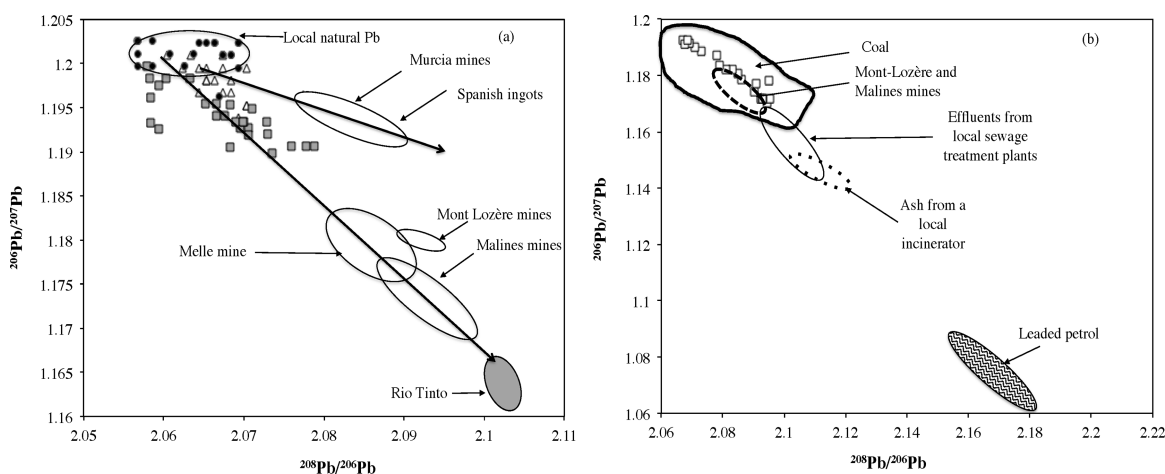 (a)
1.205
1.2
1.195
1.19
1.185
1.18
1.175
1.17
1.165
1.16
2.05
2.06
2.07
2.08
2.09
2.1
2.11
²⁰⁶Pb/²⁰⁷Pb
²⁰⁸Pb/²⁰⁶Pb
Local natural Pb
Murcia mines
Spanish ingots
Mont Lozère mines
Melle mine
Malines mines
Rio Tinto
(b)
1.2
1.18
1.16
1.14
1.12
1.1
1.08
1.06
2.06
2.08
2.1
2.12
2.14
2.16
2.18
2.2
2.22
²⁰⁶Pb/²⁰⁷Pb
²⁰⁸Pb/²⁰⁶Pb
Coal
Mont-Lozère and
Malines mines
Effluents from
local sewage
treatment plants
Ash from a
local
incinerator
Leaded petrol